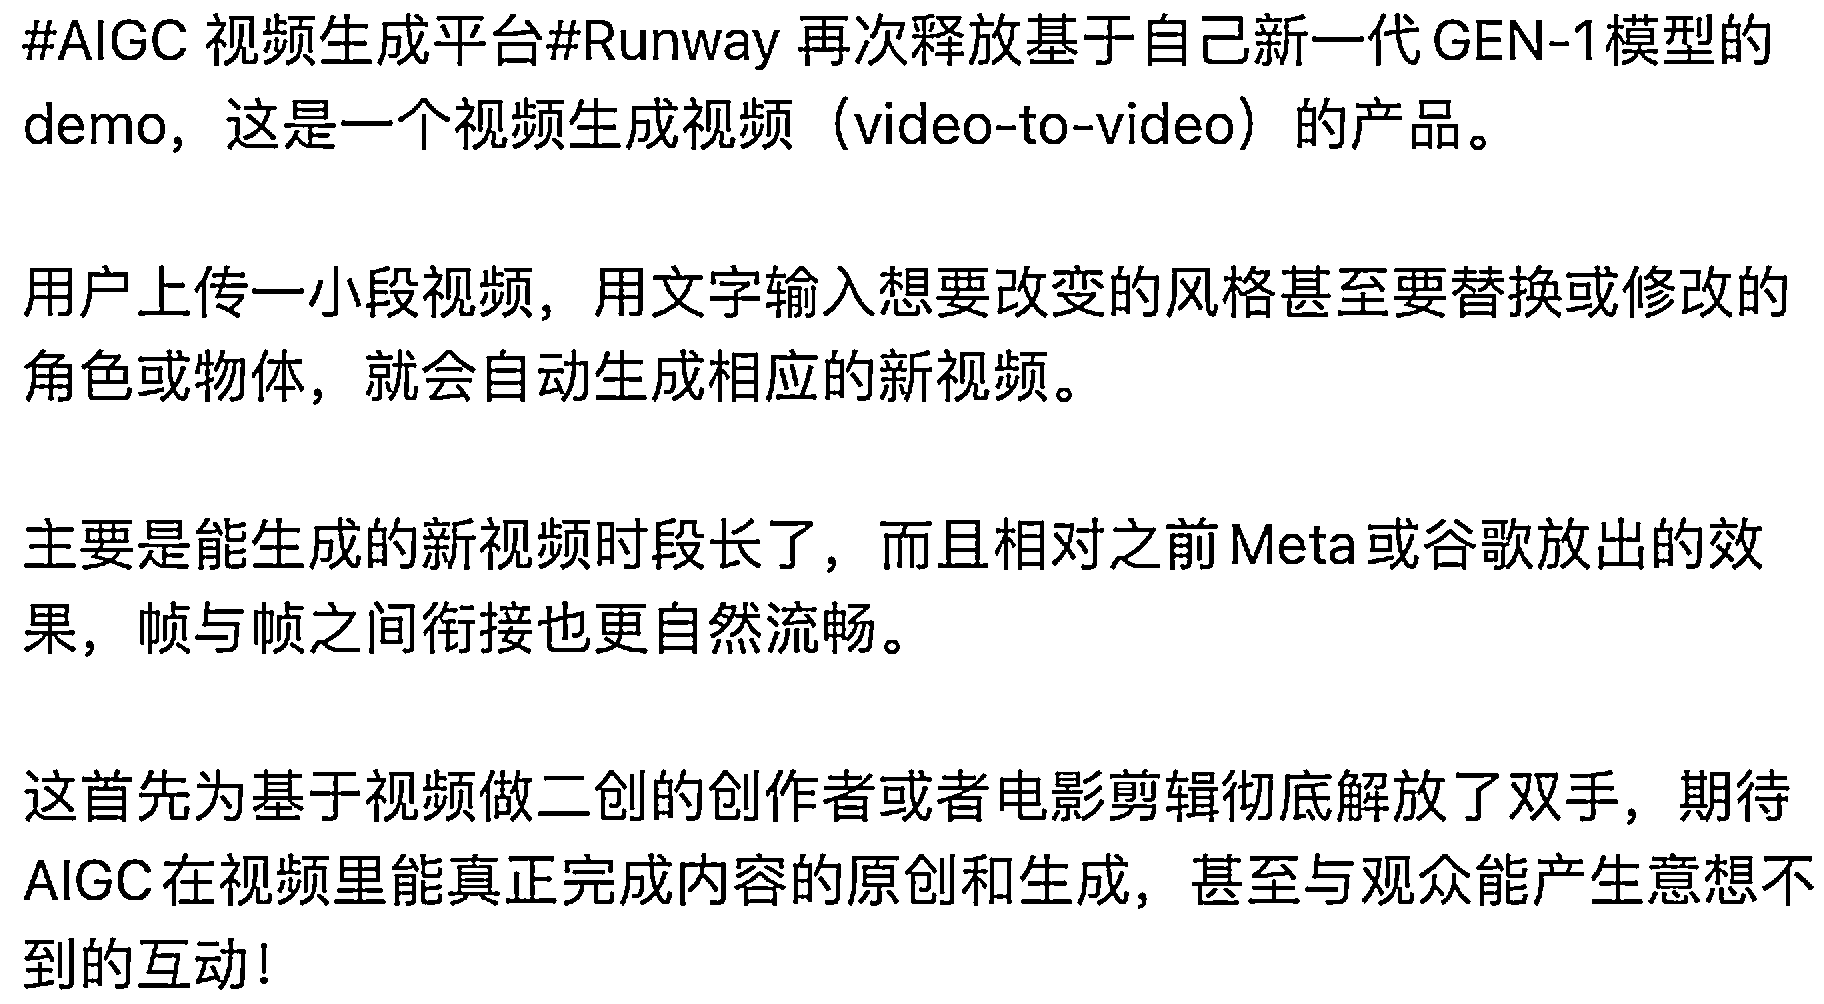 #AIGC 视频生成平台#Runway 再次释放基于自己新一代GEN-1模型的
demo，这是一个视频生成视频（video-to-video）的产品。
用户上传一小段视频，用文字输入想要改变的风格甚至要替换或修改的
角色或物体，就会自动生成相应的新视频。
主要是能生成的新视频时段长了，而且相对之前Meta或谷歌放出的效
果，帧与帧之间衔接也更自然流畅。
这首先为基于视频做二创的创作者或者电影剪辑彻底解放了双手，期待
AIGC在视频里能真正完成内容的原创和生成，甚至与观众能产生意想不
到的互动！